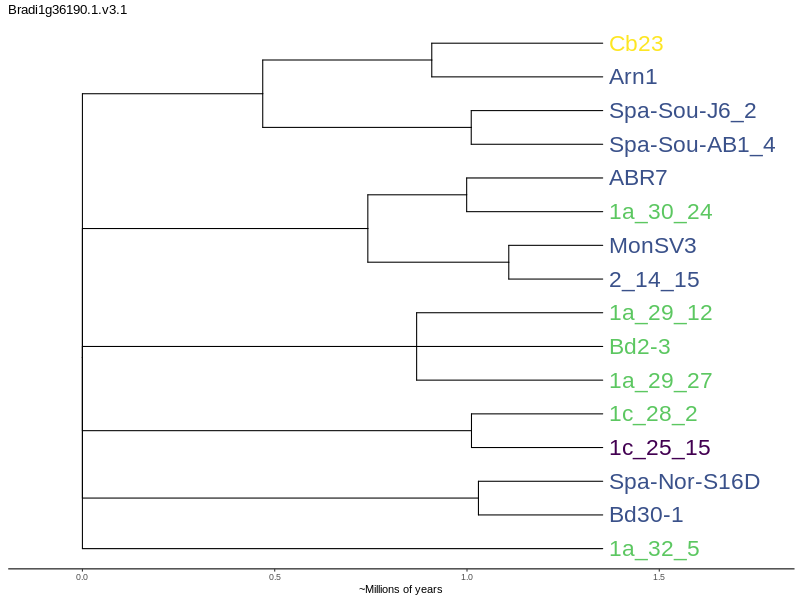 Bradi1g36190.1.v3.1
Cb23
Arn1
Spa-Sou-J6_2
Spa-Sou-AB1_4
ABR7
1a_30_24
MonSV3
2_14_15
1a_29_12
Bd2-3
1a_29_27
1c_28_2
1c_25_15
Spa-Nor-S16D
Bd30-1
1a_32_5
0.0 0.5 1.0 1.5
~Millions of years